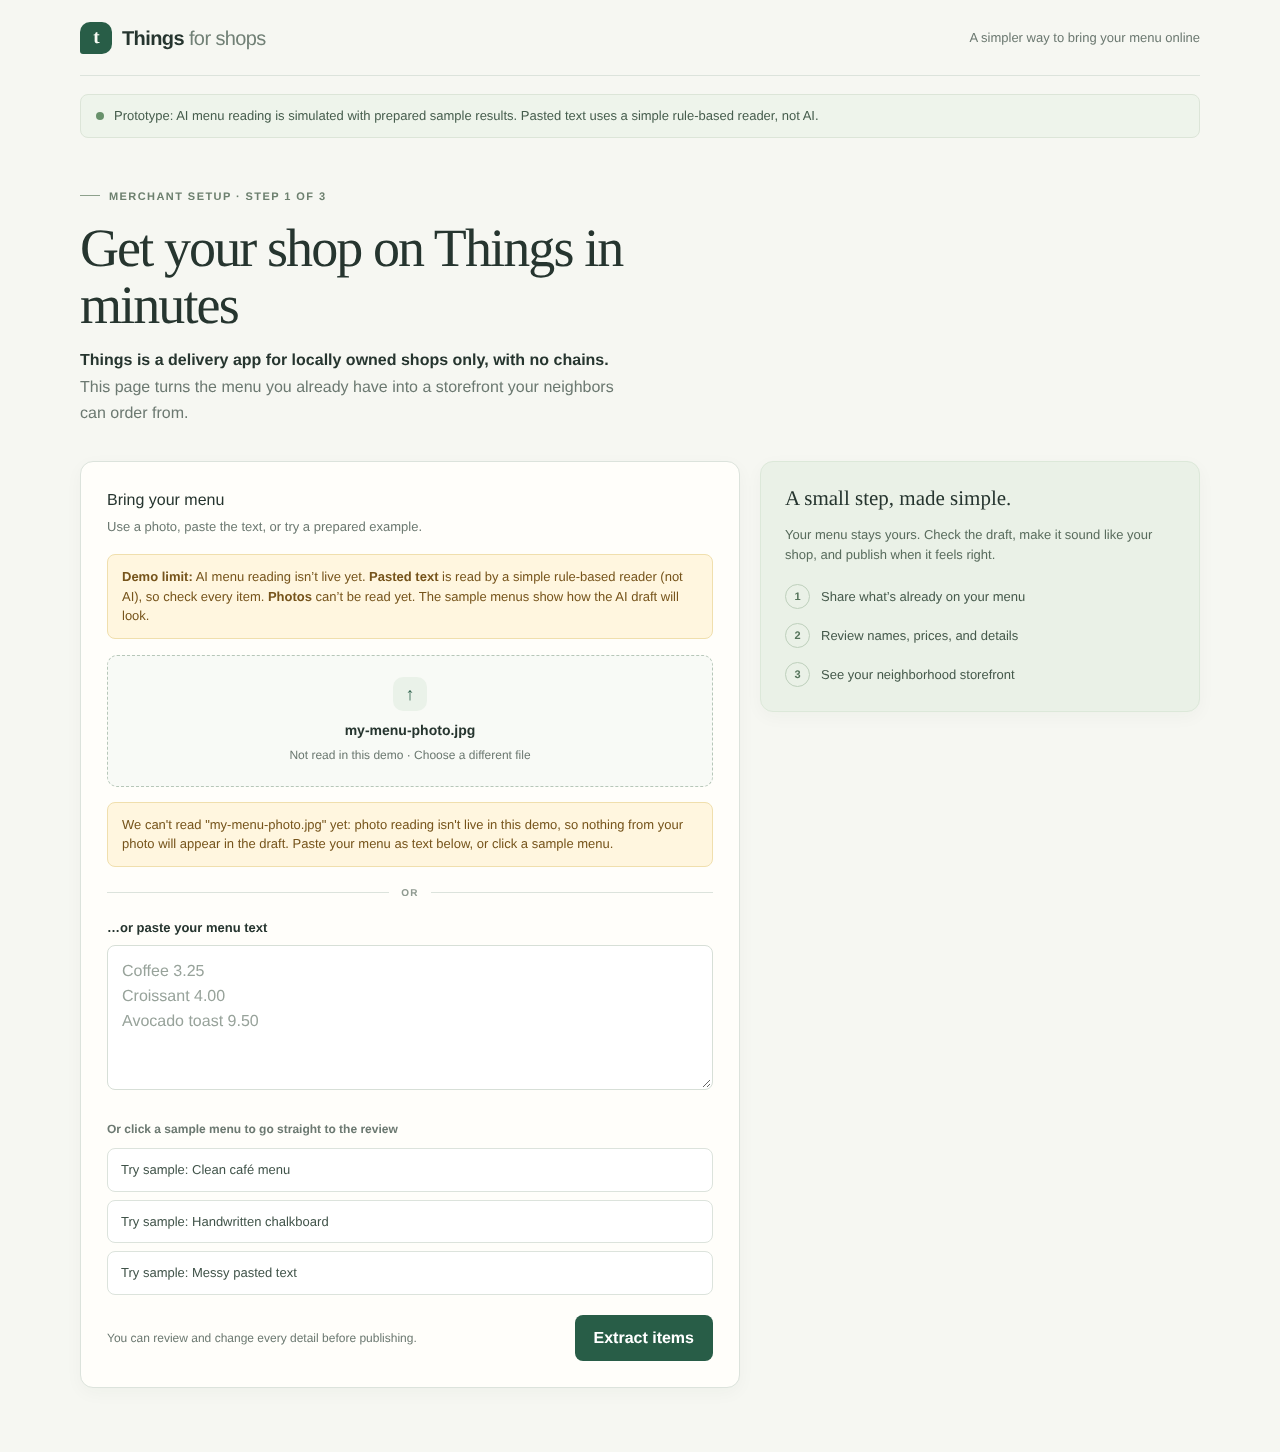 t
Things for shops
A simpler way to bring your menu online
Prototype: AI menu reading is simulated with prepared sample results. Pasted text uses a simple rule-based reader, not AI.
MERCHANT SETUP · STEP 1 OF 3
Get your shop on Things in
minutes
Things is a delivery app for locally owned shops only, with no chains.
This page turns the menu you already have into a storefront your neighbors
can order from.
Bring your menu
Use a photo, paste the text, or try a prepared example.
Demo limit: AI menu reading isn’t live yet. Pasted text is read by a simple rule-based reader (not
AI), so check every item. Photos can’t be read yet. The sample menus show how the AI draft will
look.
↑
my-menu-photo.jpg
Not read in this demo · Choose a different file
We can't read "my-menu-photo.jpg" yet: photo reading isn't live in this demo, so nothing from your
photo will appear in the draft. Paste your menu as text below, or click a sample menu.
OR
…or paste your menu text
Coffee 3.25
Croissant 4.00
Avocado toast 9.50
Or click a sample menu to go straight to the review
Try sample: Clean café menu
Try sample: Handwritten chalkboard
Try sample: Messy pasted text
You can review and change every detail before publishing.
Extract items
A small step, made simple.
Your menu stays yours. Check the draft, make it sound like your
shop, and publish when it feels right.
1 Share what's already on your menu
2 Review names, prices, and details
3 See your neighborhood storefront